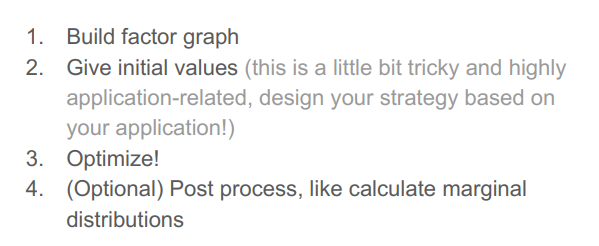 1. Build factor graph
2. Give initial values (this is a little bit tricky and highly
application-related, design your strategy based on
your application!)
3. Optimize!
4. (Optional) Post process, like calculate marginal
distributions